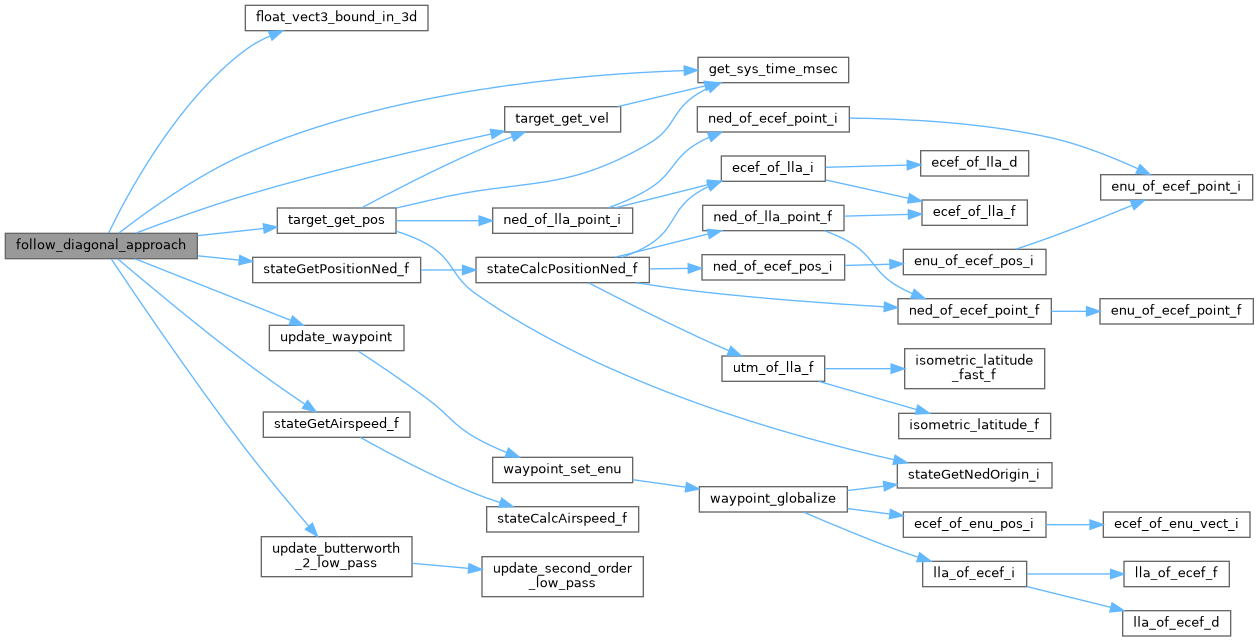 float_vect3_bound_in_3d
get_sys_time_msec
target_get_vel
ned_of_ecef_point_i
ecef_of_lla_i
ecef_of_lla_d
enu_of_ecef_point_i
target_get_pos
ned_of_lla_point_i
ned_of_lla_point_f
ecef_of_lla_f
follow_diagonal_approach
stateGetPositionNed_f
stateCalcPositionNed_f
ned_of_ecef_pos_i
enu_of_ecef_pos_i
ned_of_ecef_point_f
enu_of_ecef_point_f
update_waypoint
utm_of_lla_f
isometric_latitude
_fast_f
isometric_latitude_f
stateGetAirspeed_f
waypoint_set_enu
stateGetNedOrigin_i
waypoint_globalize
stateCalcAirspeed_f
ecef_of_enu_pos_i
ecef_of_enu_vect_i
update_butterworth
_2_low_pass
update_second_order
_low_pass
lla_of_ecef_i
lla_of_ecef_f
lla_of_ecef_d